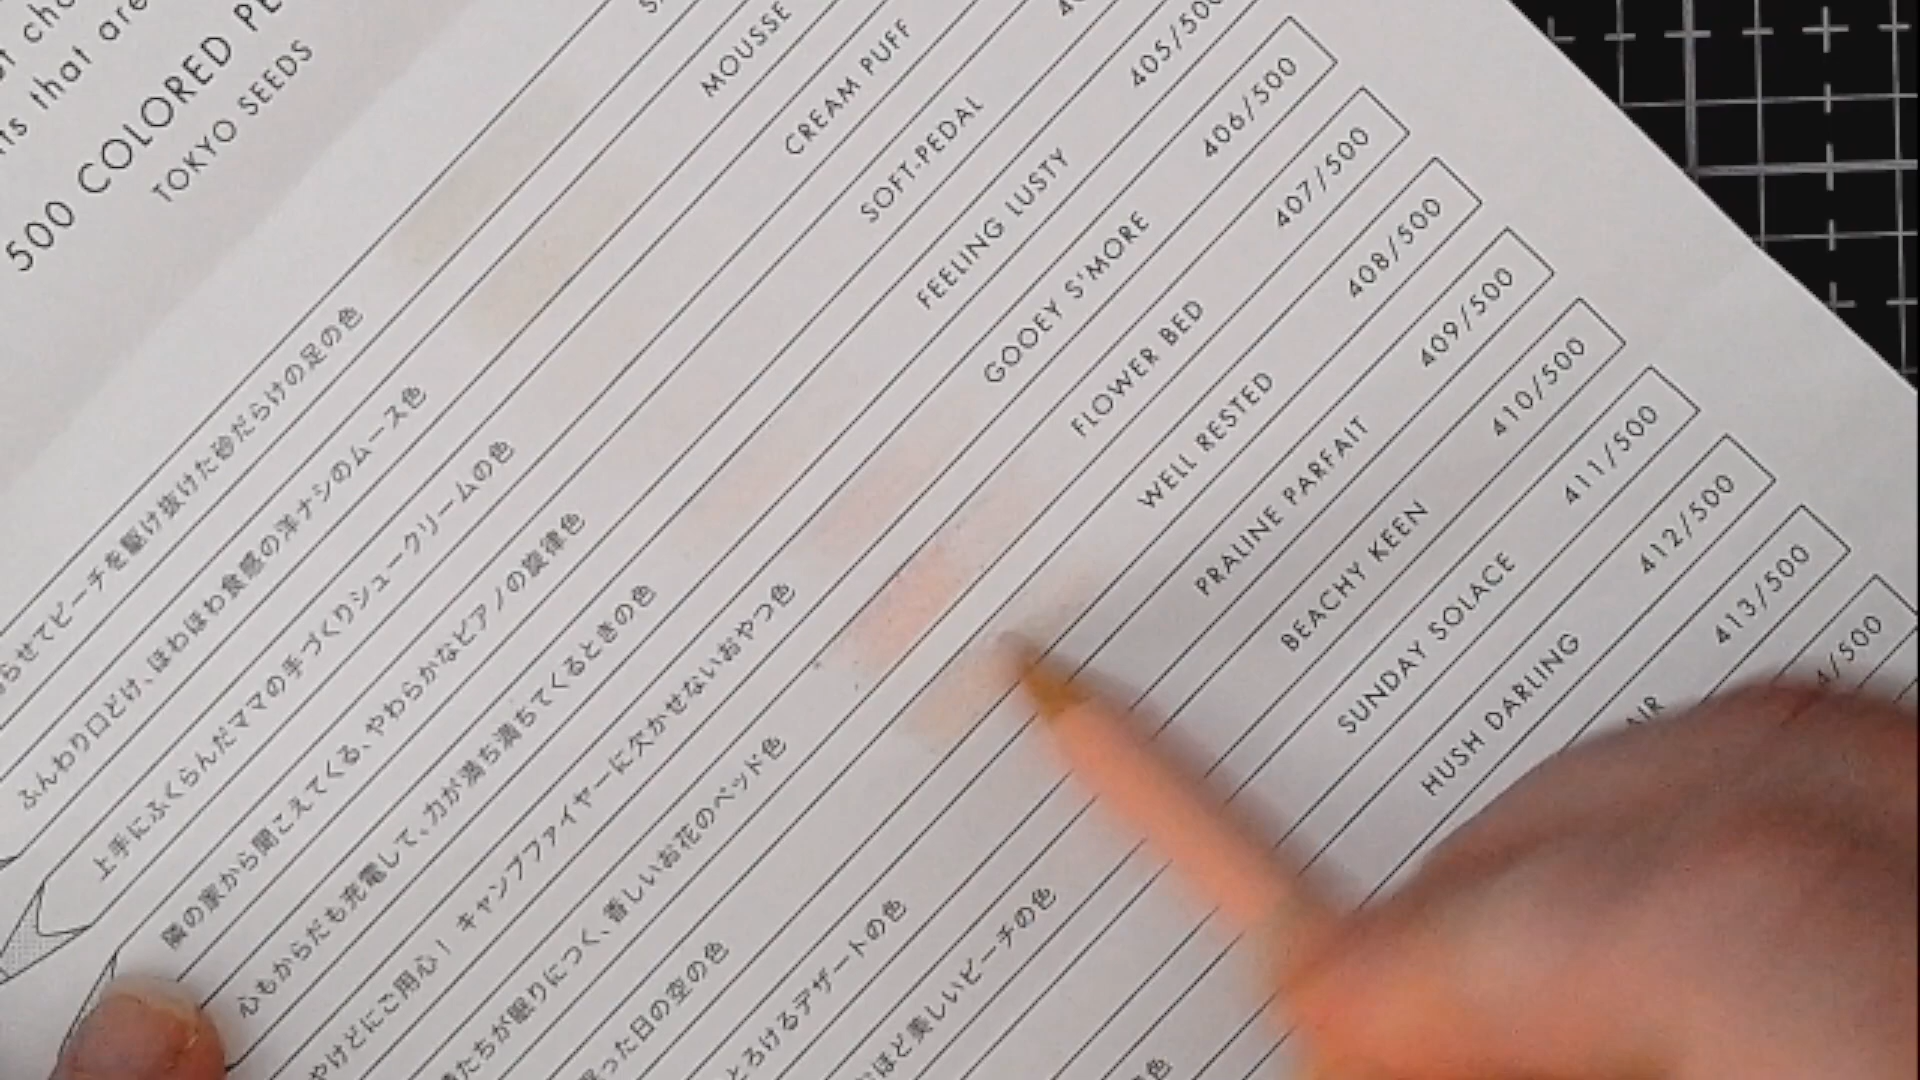 500 COLORED
TOKYO SEEDS
ts that are
らせてビーチを駆け抜けた砂だらけの足の色
ふんわり口どけ、ほわほわ食感の洋ナシのムース色 MOUSSE
上手にふくらんだママの手づくりシュークリームの色 CREAM PUFF
隣の家から聞こえてくる、やわらかなピアノの旋律色 SOFT-PEDAL 405/500
心もからだも充電して、力が満ち満ちてくるときの色 FEELING LUSTY 406/500
やけどにご用心！ キャンプファイヤーに欠かせないおやつ色 GOOEY S'MORE 407/500
たちが眠りにつく、香しいお花のベッド色 FLOWER BED 408/500
った日の空の色 WELL RESTED 409/500
とろけるデザートの色 PRALINE PARFAIT 410/500
ほど美しいビーチの色 BEACHY KEEN 411/500
SUNDAY SOLACE 412/500
HUSH DARLING 413/500
AIR 4/500